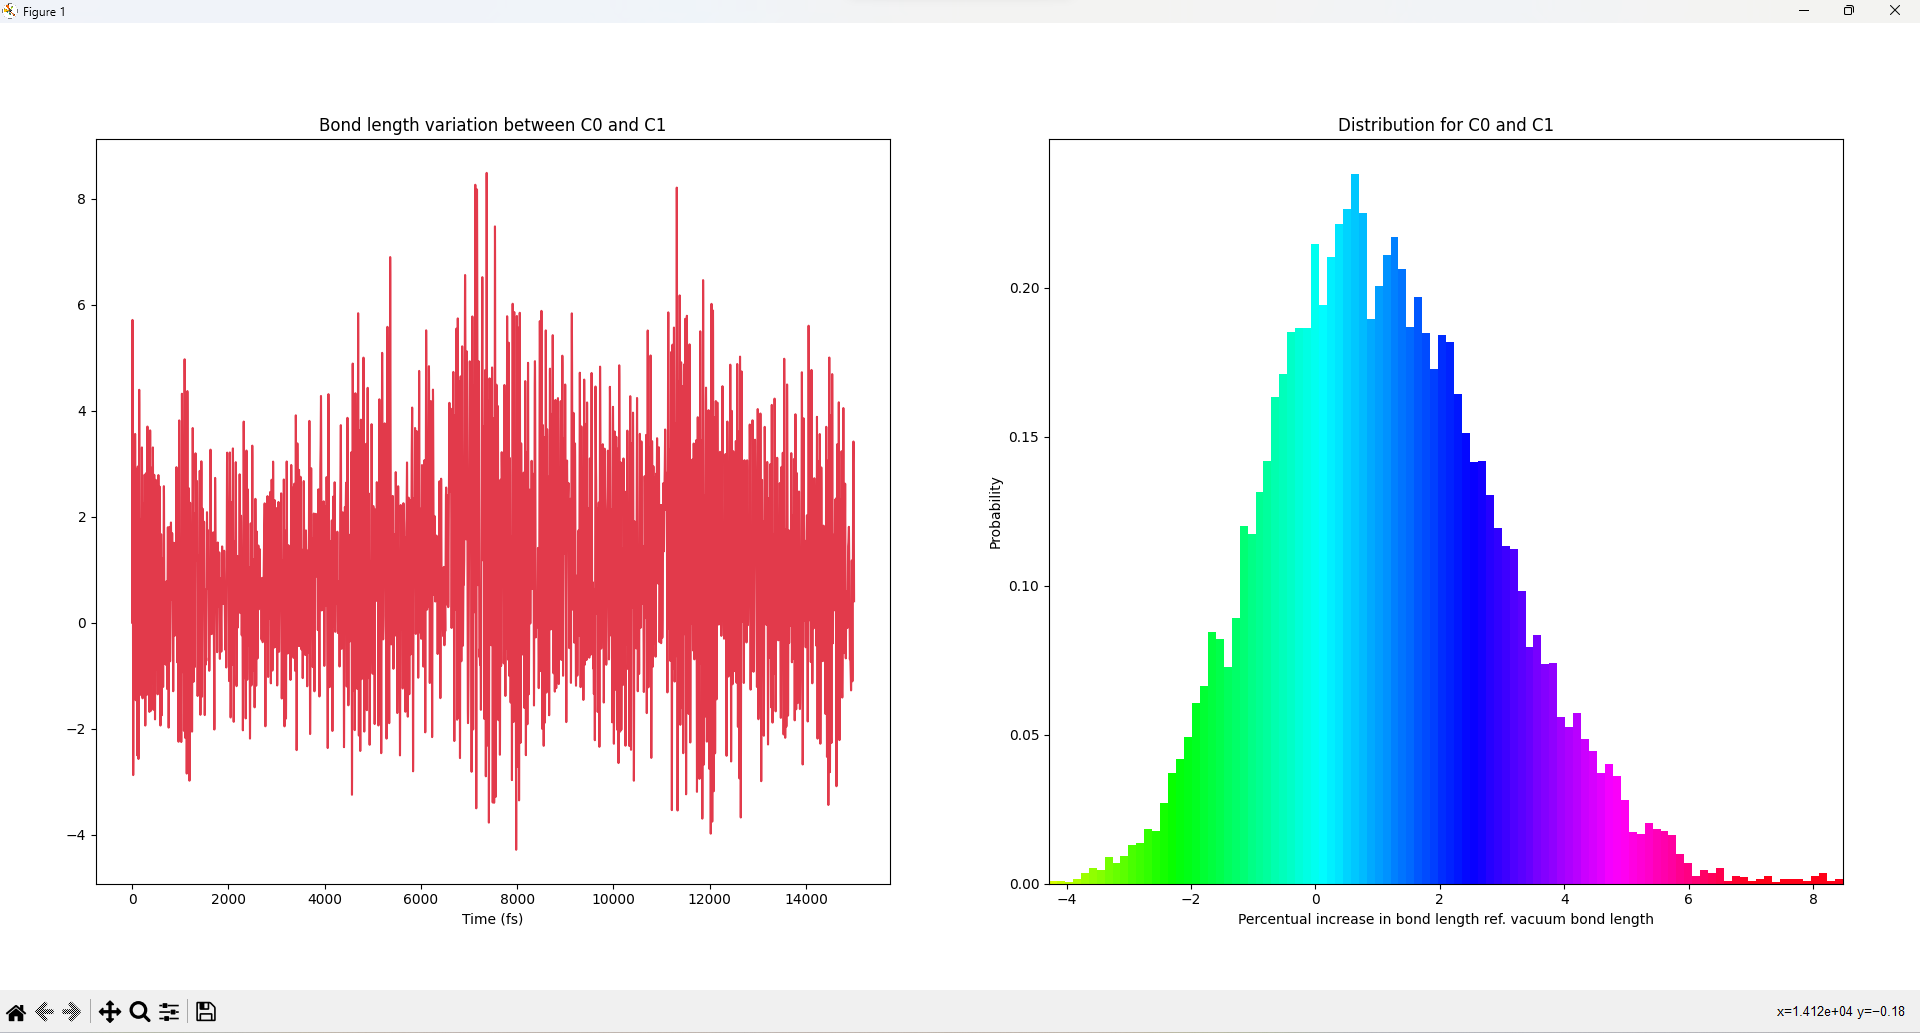 Figure 1
Bond length variation between C0 and C1
8
6
4
2
0
−2
−4
0 2000 4000 6000 8000 10000 12000 14000
Time (fs)
Distribution for C0 and C1
Probability
0.20
0.15
0.10
0.05
0.00
−4 −2 0 2 4 6 8
Percentual increase in bond length ref. vacuum bond length
x=1.412e+04 y=−0.18